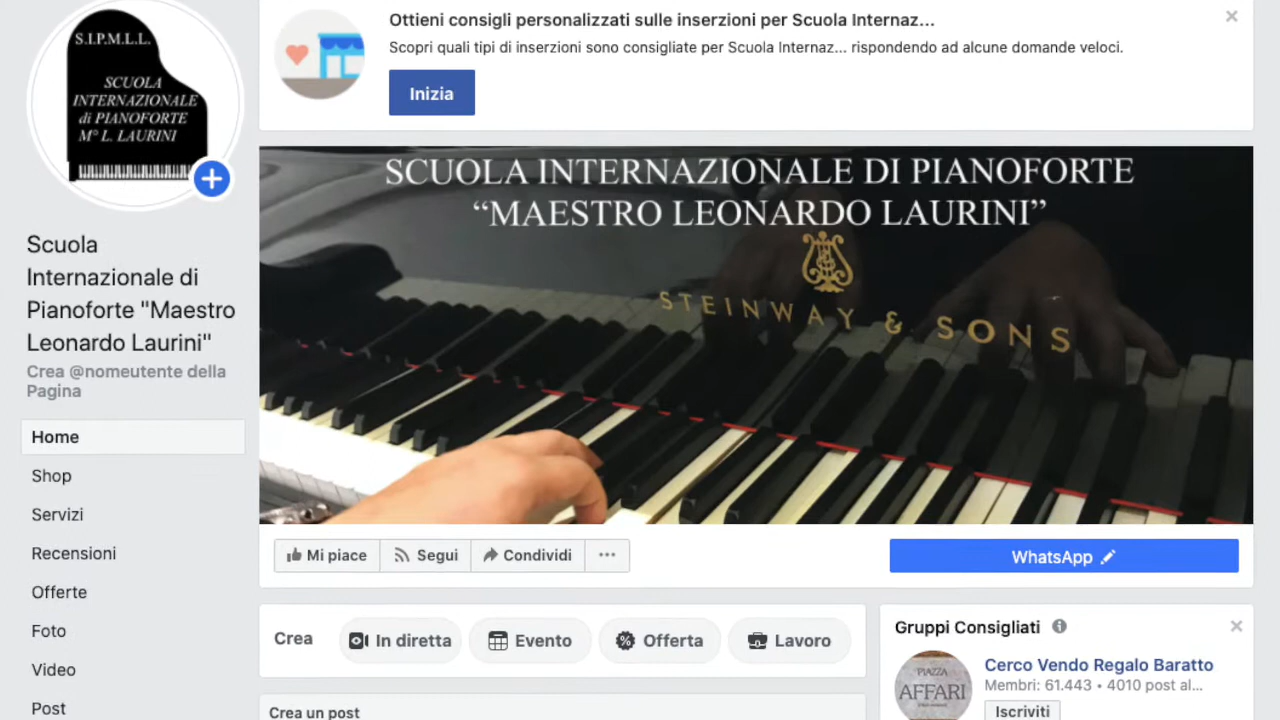 S.I.P.M.L.L.
SCUOLA
INTERNAZIONALE
di PIANOFORTE
M° L. LAURINI
Scuola
Internazionale di
Pianoforte "Maestro
Leonardo Laurini"
Crea @nomeutente della
Pagina
Home
Shop
Servizi
Recensioni
Offerte
Foto
Video
Post
Ottieni consigli personalizzati sulle inserzioni per Scuola Internaz...
Scopri quali tipi di inserzioni sono consigliate per Scuola Internaz... rispondendo ad alcune domande veloci.
Inizia
SCUOLA INTERNAZIONALE DI PIANOFORTE
“MAESTRO LEONARDO LAURINI”
STEINWAY & SONS
Mi piace
Segui
Condividi
WhatsApp
Crea
In diretta
Evento
Offerta
Lavoro
Crea un post
Gruppi Consigliati
PIAZZA
AFFARI
Cerco Vendo Regalo Baratto
Membri: 61.443 • 4010 post al...
Iscriviti